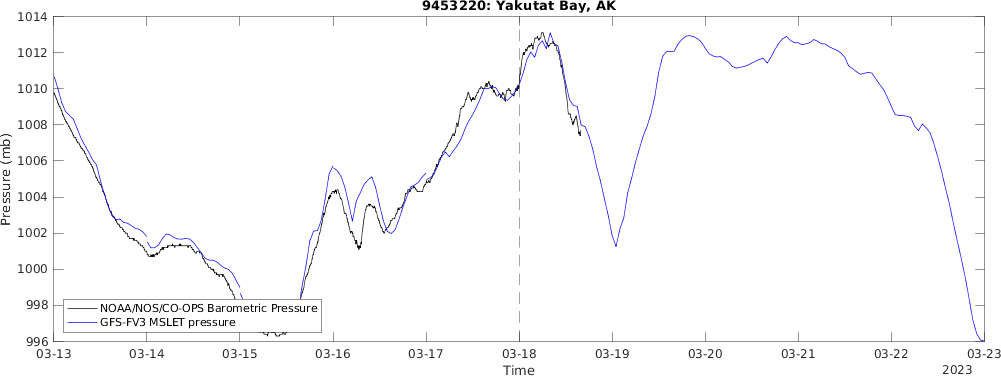 9453220: Yakutat Bay, AK
1014
1012
1010
1008
1006
1004
1002
1000
998
996
Pressure (mb)
NOAA/NOS/CO-OPS Barometric Pressure
GFS-FV3 MSLET pressure
03-13 03-14 03-15 03-16 03-17 03-18 03-19 03-20 03-21 03-22 03-23
Time
2023